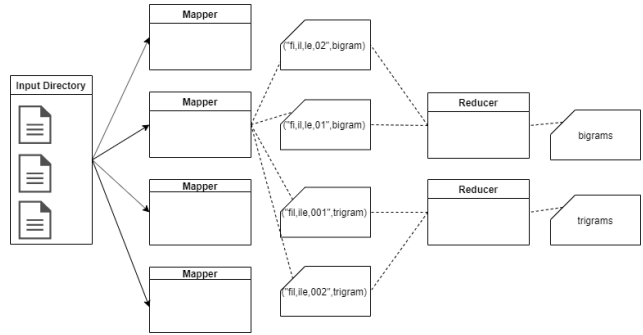 Input Directory
Mapper
Mapper
Mapper
Mapper
("fi,il,le,02",bigram)
("fi,il,le,01",bigram)
("fil,ile,001",trigram)
("fil,ile,002",trigram)
Reducer
Reducer
bigrams
trigrams